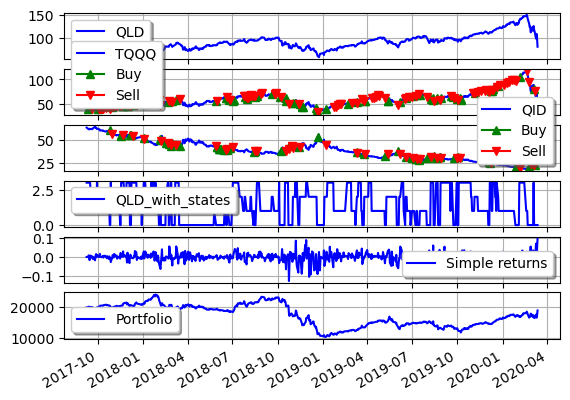 150
100
QLD
TQQQ
Buy
Sell
100
50
QID
Buy
Sell
50
25
2.5
0.0
QLD_with_states
0.1
0.0
−0.1
Simple returns
20000
10000
Portfolio
2017-10
2018-01
2018-04
2018-07
2018-10
2019-01
2019-04
2019-07
2019-10
2020-01
2020-04